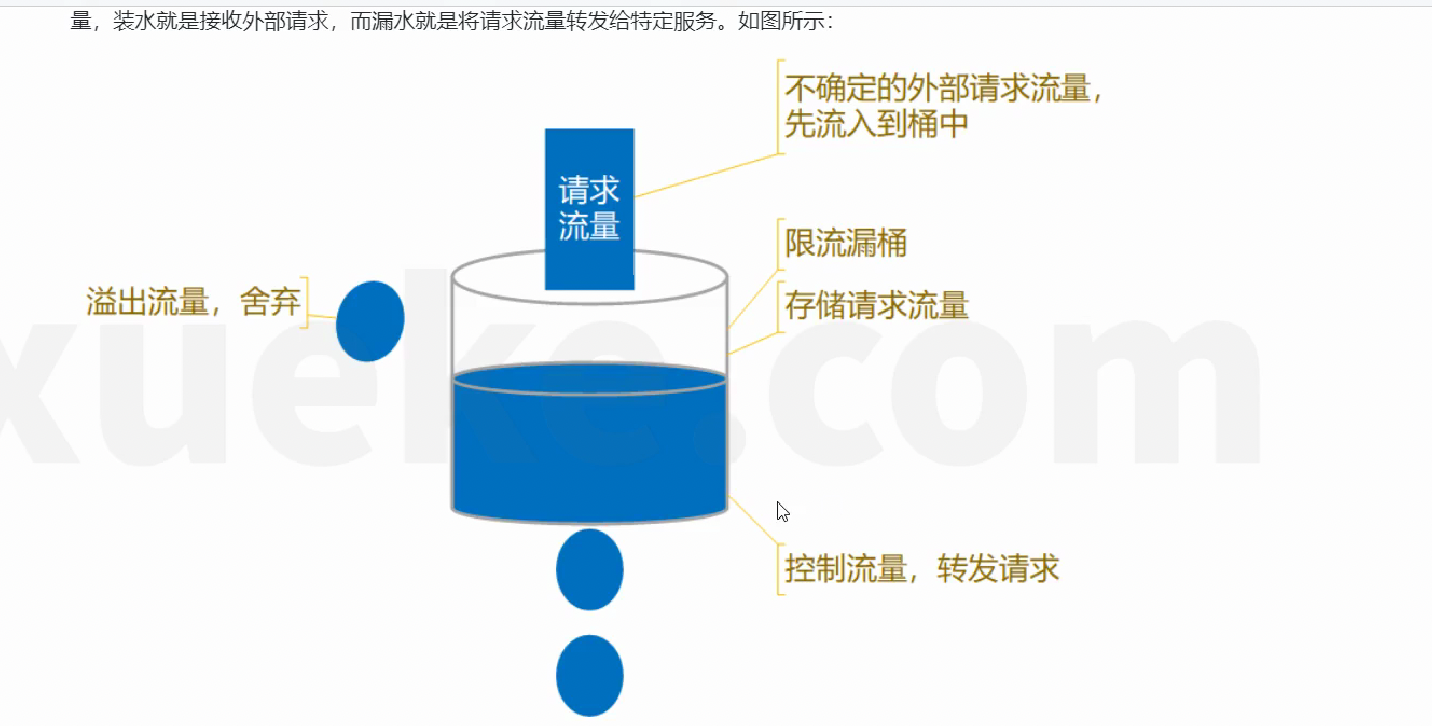 量，装水就是接收外部请求，而漏水就是将请求流量转发给特定服务。如图所示：
不确定的外部请求流量，
先流入到桶中
请求
流量
限流漏桶
溢出流量，舍弃
存储请求流量
xueke.com
控制流量，转发请求